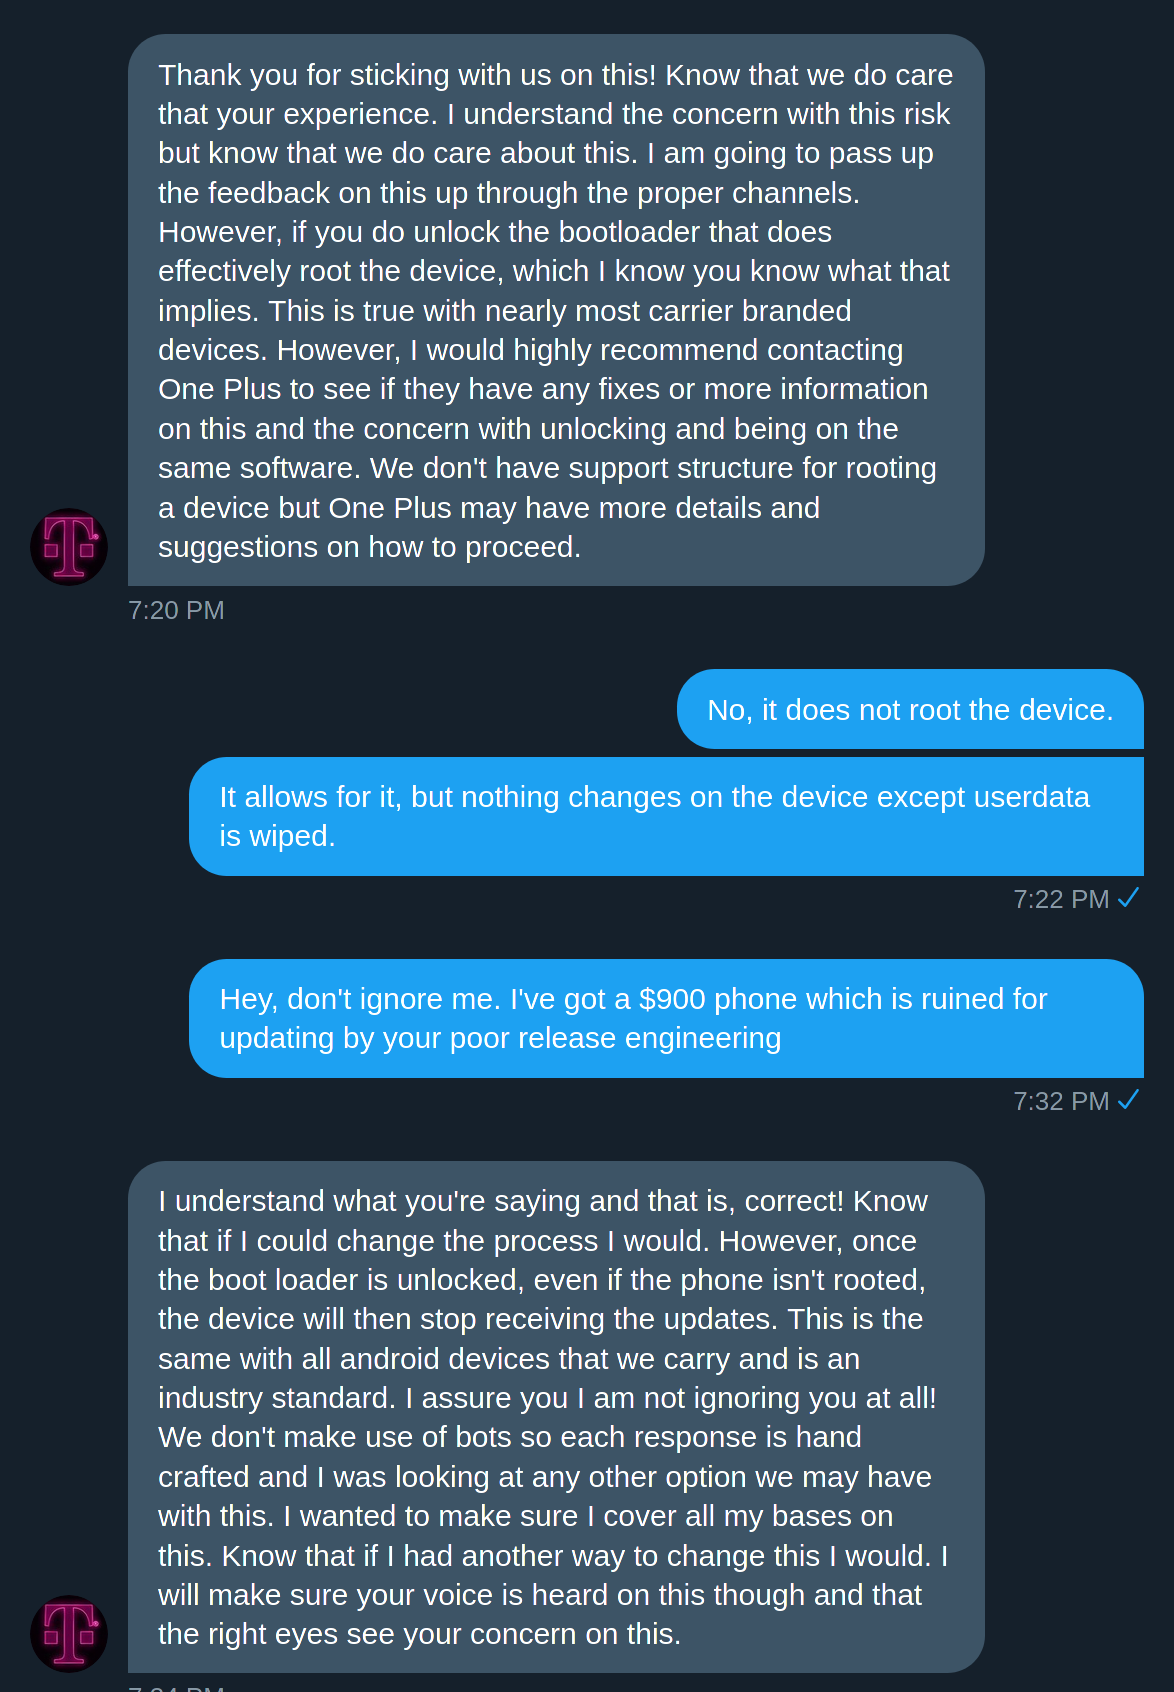 Thank you for sticking with us on this! Know that we do care
that your experience. I understand the concern with this risk
but know that we do care about this. I am going to pass up
the feedback on this up through the proper channels.
However, if you do unlock the bootloader that does
effectively root the device, which I know you know what that
implies. This is true with nearly most carrier branded
devices. However, I would highly recommend contacting
One Plus to see if they have any fixes or more information
on this and the concern with unlocking and being on the
same software. We don't have support structure for rooting
a device but One Plus may have more details and
suggestions on how to proceed.
7:20 PM
No, it does not root the device.
It allows for it, but nothing changes on the device except userdata
is wiped.
7:22 PM
Hey, don't ignore me. I've got a $900 phone which is ruined for
updating by your poor release engineering
7:32 PM
I understand what you're saying and that is, correct! Know
that if I could change the process I would. However, once
the boot loader is unlocked, even if the phone isn't rooted,
the device will then stop receiving the updates. This is the
same with all android devices that we carry and is an
industry standard. I assure you I am not ignoring you at all!
We don't make use of bots so each response is hand
crafted and I was looking at any other option we may have
with this. I wanted to make sure I cover all my bases on
this. Know that if I had another way to change this I would. I
will make sure your voice is heard on this though and that
the right eyes see your concern on this.